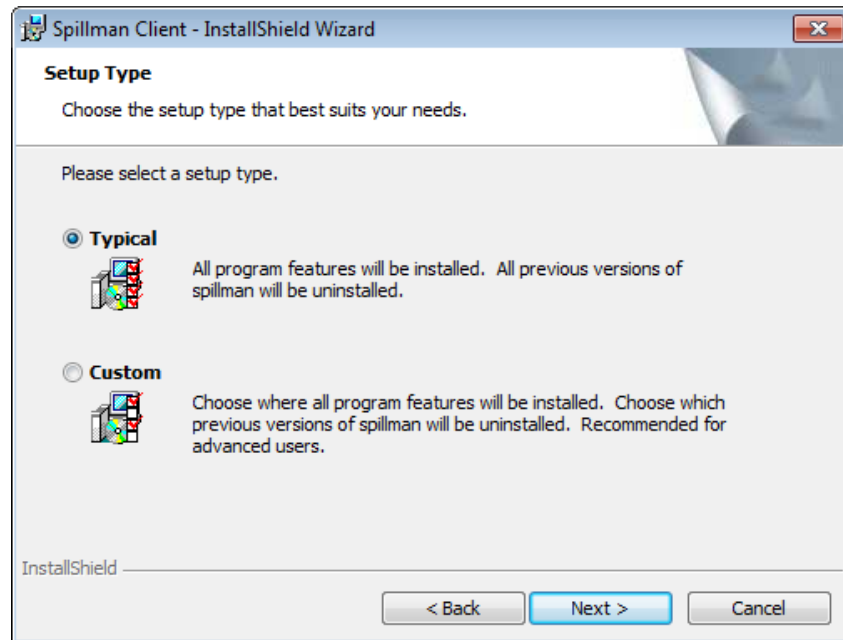 Spillman Client - InstallShield Wizard
Setup Type
Choose the setup type that best suits your needs.
Please select a setup type.
Typical
All program features will be installed.  All previous versions of
spillman will be uninstalled.
Custom
Choose where all program features will be installed.  Choose which
previous versions of spillman will be uninstalled.  Recommended for
advanced users.
InstallShield
< Back
Next >
Cancel